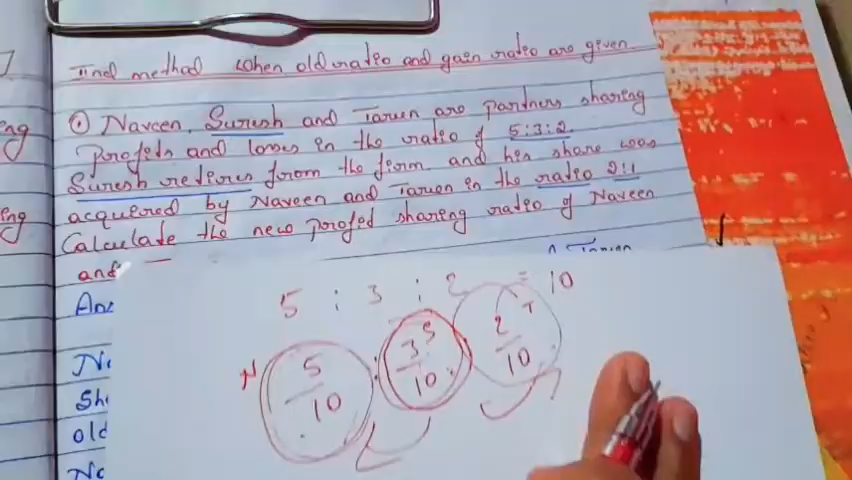 Find method when old ratio and gain ratio are given
Naveen, Suresh and Tarun are partners sharing
Profits and losses in the ratio of 5:3:2.
Suresh retires from the firm and his share was
acquired by Naveen and Tarun in the ratio 2:1
Calculate the new profit sharing ratio of Naveen
and
Ans
5 : 3 : 2 = 10
N 5/10 : 3/10 S : 2/10 T
Sh
old